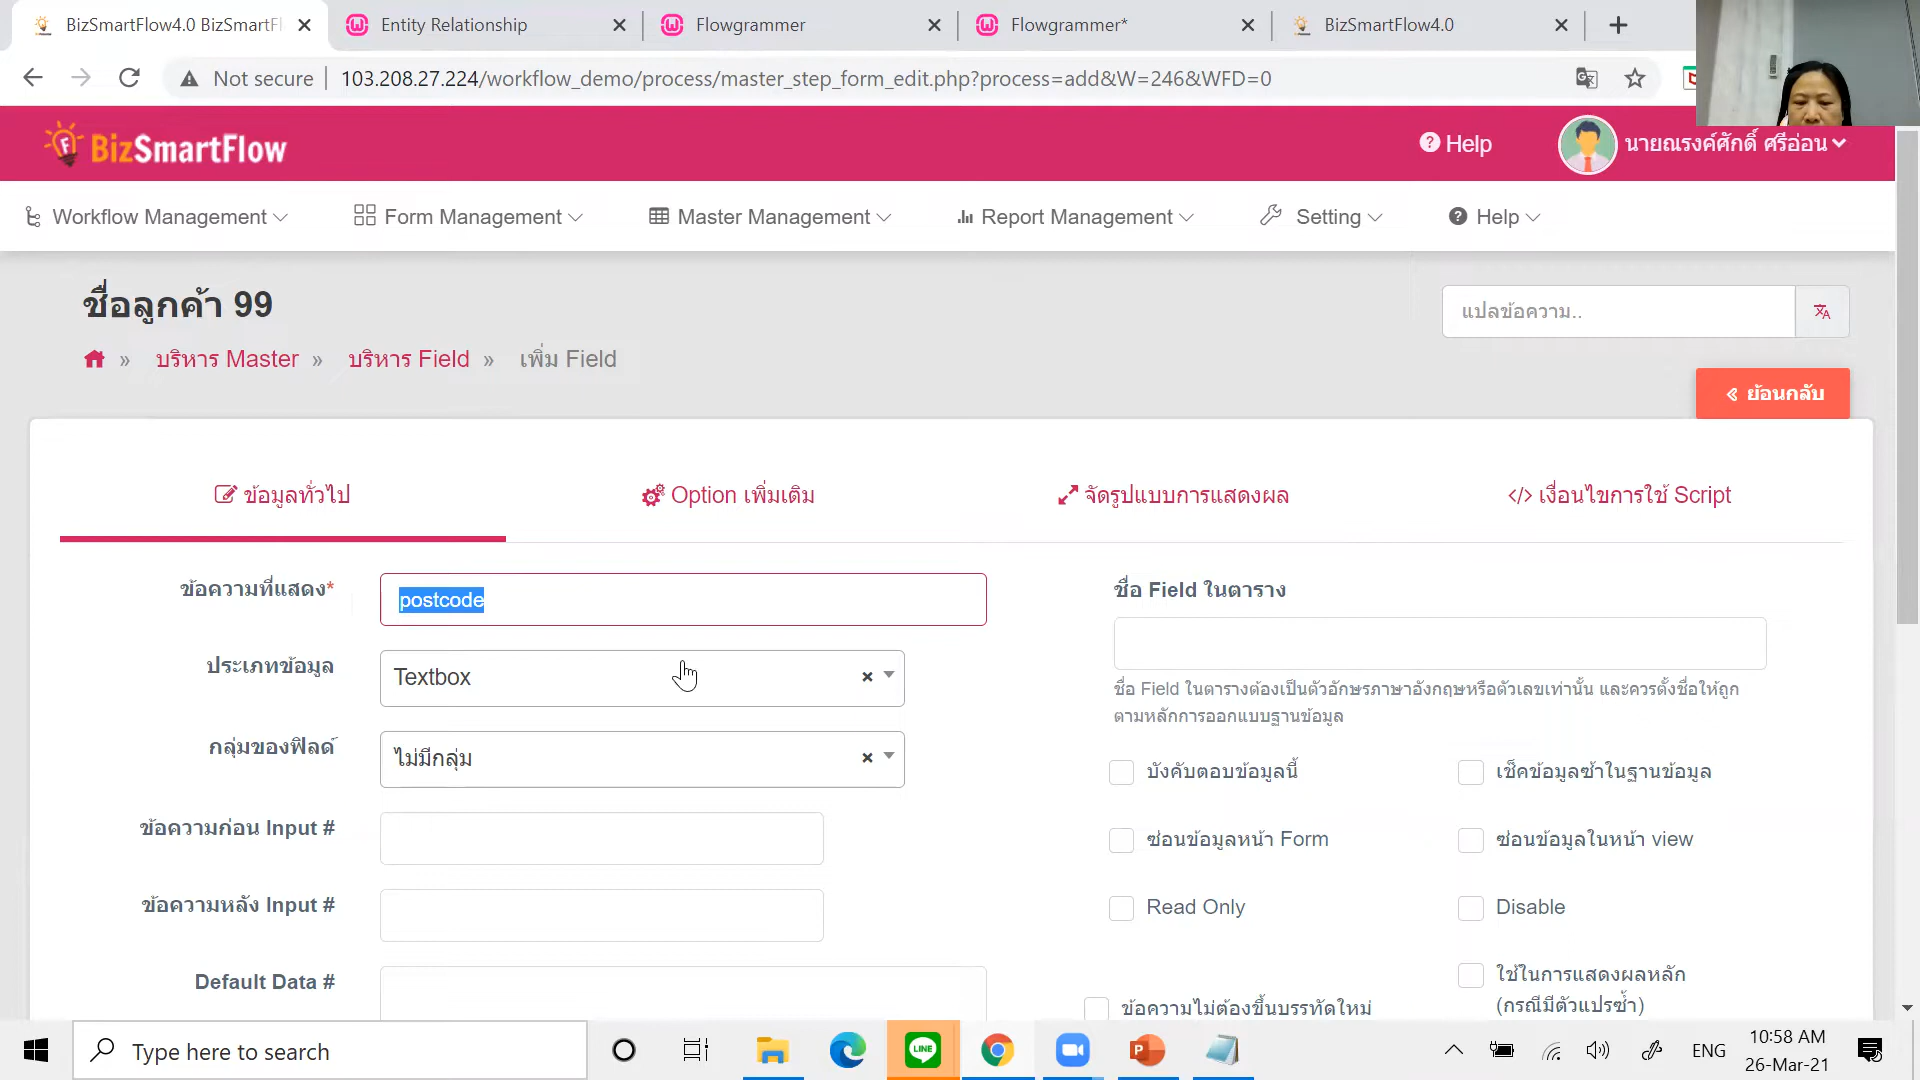 BizSmartFlow4.0 BizSmartFl
Entity Relationship
Flowgrammer
Flowgrammer*
BizSmartFlow4.0
Not secure
103.208.27.224/workflow_demo/process/master_step_form_edit.php?process=add&W=246&WFD=0
BizSmartFlow
Help
นายณรงค์ศักดิ์ ศรีอ่อน
Workflow Management
Form Management
Master Management
Report Management
Setting
Help
ชื่อลูกค้า 99
แปลข้อความ..
» บริหาร Master » บริหาร Field » เพิ่ม Field
ย้อนกลับ
ข้อมูลทั่วไป
Option เพิ่มเติม
จัดรูปแบบการแสดงผล
</> เงื่อนไขการใช้ Script
ข้อความที่แสดง*
postcode
ชื่อ Field ในตาราง
ประเภทข้อมูล
Textbox
ชื่อ Field ในตารางต้องเป็นตัวอักษรภาษาอังกฤษหรือตัวเลขเท่านั้น และควรตั้งชื่อให้ถูก
ตามหลักการออกแบบฐานข้อมูล
กลุ่มของฟิลด์
ไม่มีกลุ่ม
บังคับตอบข้อมูลนี้
เช็คข้อมูลซ้ำในฐานข้อมูล
ข้อความก่อน Input #
ซ่อนข้อมูลหน้า Form
ซ่อนข้อมูลในหน้า view
ข้อความหลัง Input #
Read Only
Disable
Default Data #
ใช้ในการแสดงผลหลัก
(กรณีมีตัวแปรซ้ำ)
ข้อความไม่ต้องขึ้นบรรทัดใหม่
Type here to search
LINE
ENG
10:58 AM
26-Mar-21